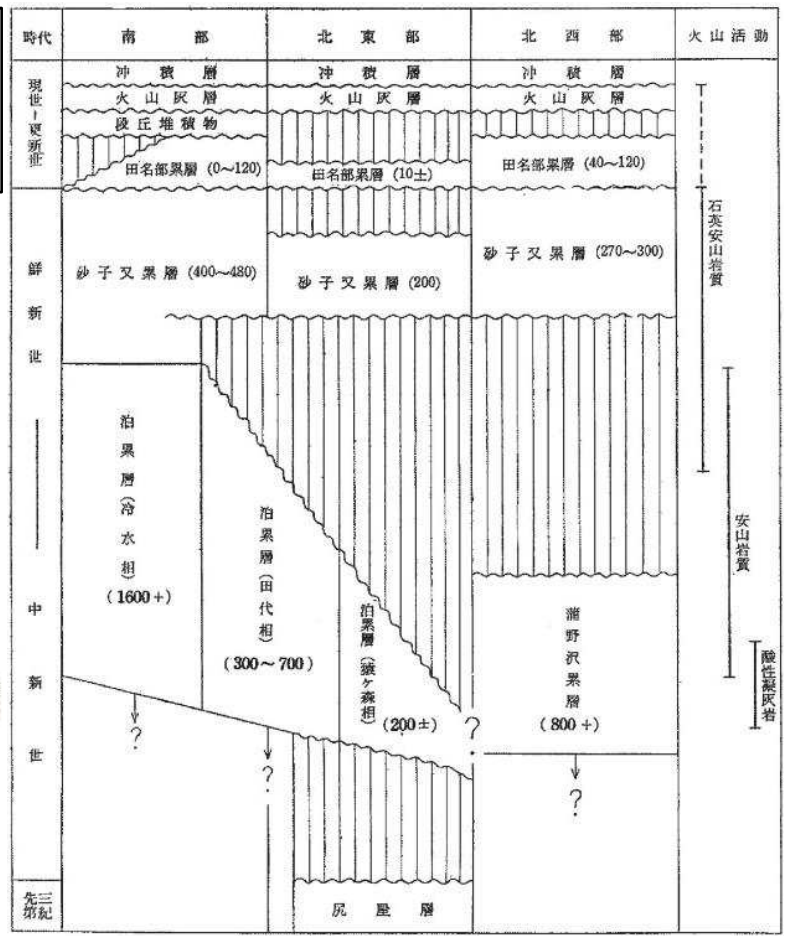 時代 南部 北東部 北西部 火山活動
現世～更新世
冲積層 冲積層 冲積層
火山灰層 火山灰層 火山灰層
段丘堆積物
田名部累層 (0～120) 田名部累層 (10±) 田名部累層 (40～120)
鮮新世
砂子又累層 (400～480) 砂子又累層 (200) 砂子又累層 (270～300)
石英安山岩質
中新世
泊累層(冷水相)
(1600+)
泊累層(田代相)
(300～700)
泊累層(猿ヶ森相)
(200±)
蒲野沢累層
(800+)
安山岩質
酸性凝灰岩
?
?
?
?
先第三紀
尻屋層